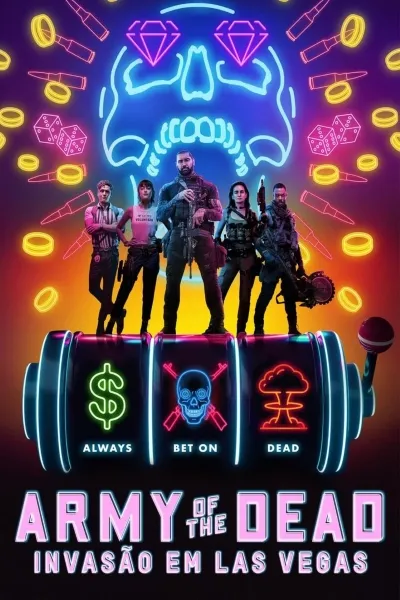 ALWAYS BET ON DEAD
ARMY OF THE DEAD
INVASÃO EM LAS VEGAS